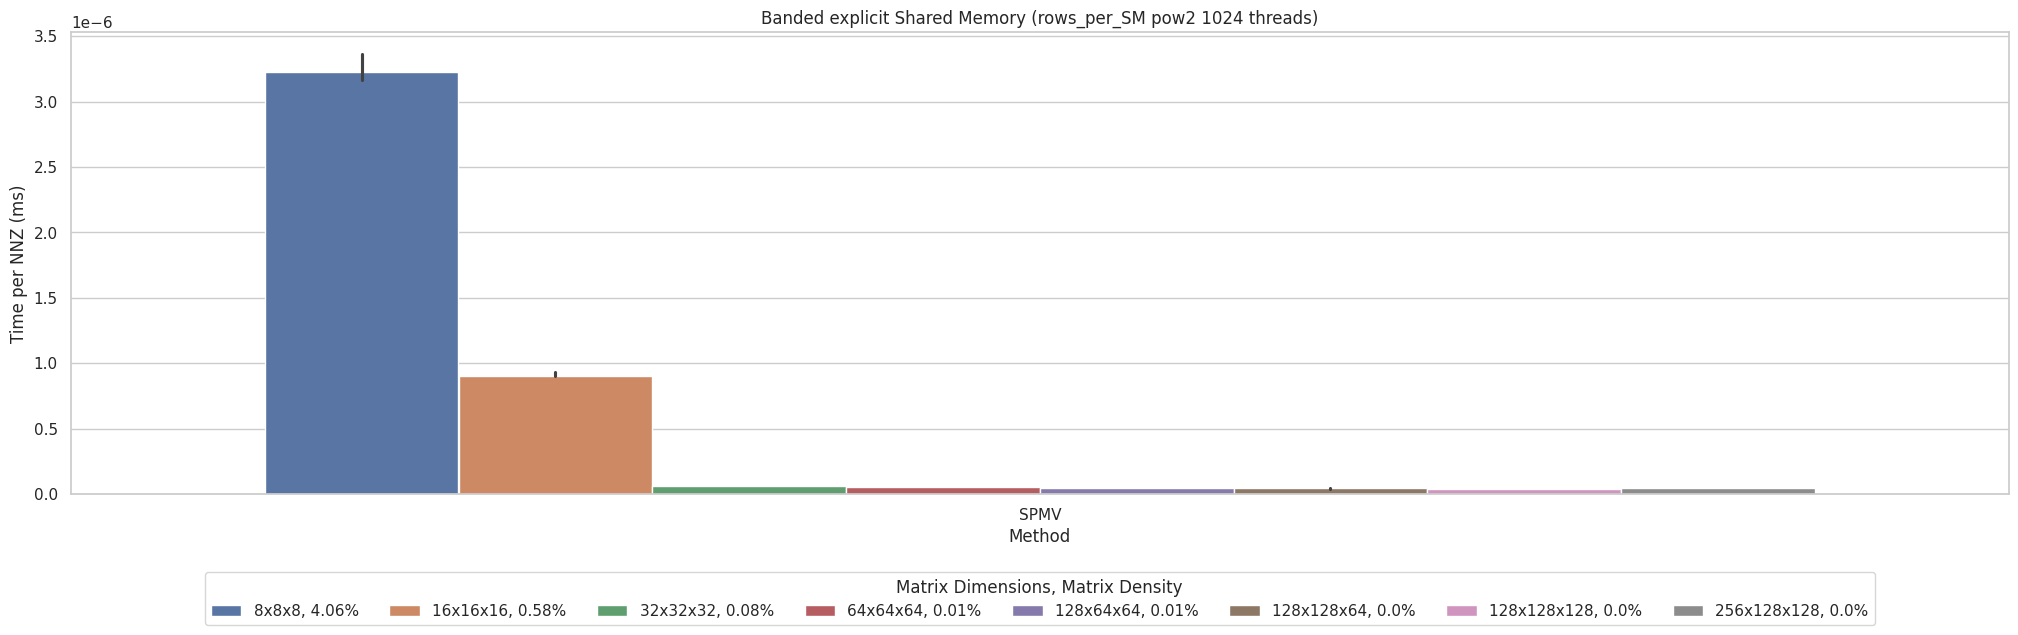 Banded explicit Shared Memory (rows_per_SM pow2 1024 threads)
1e−6
3.5
3.0
2.5
2.0
1.5
1.0
0.5
0.0
Time per NNZ (ms)
SPMV
Method
Matrix Dimensions, Matrix Density
8x8x8, 4.06% 16x16x16, 0.58% 32x32x32, 0.08% 64x64x64, 0.01% 128x64x64, 0.01% 128x128x64, 0.0% 128x128x128, 0.0% 256x128x128, 0.0%